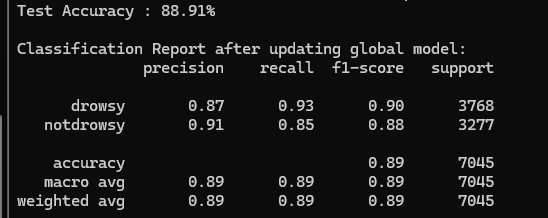 Test Accuracy : 88.91%
Classification Report after updating global model:
precision recall f1-score support
drowsy 0.87 0.93 0.90 3768
notdrowsy 0.91 0.85 0.88 3277
accuracy 0.89 7045
macro avg 0.89 0.89 0.89 7045
weighted avg 0.89 0.89 0.89 7045